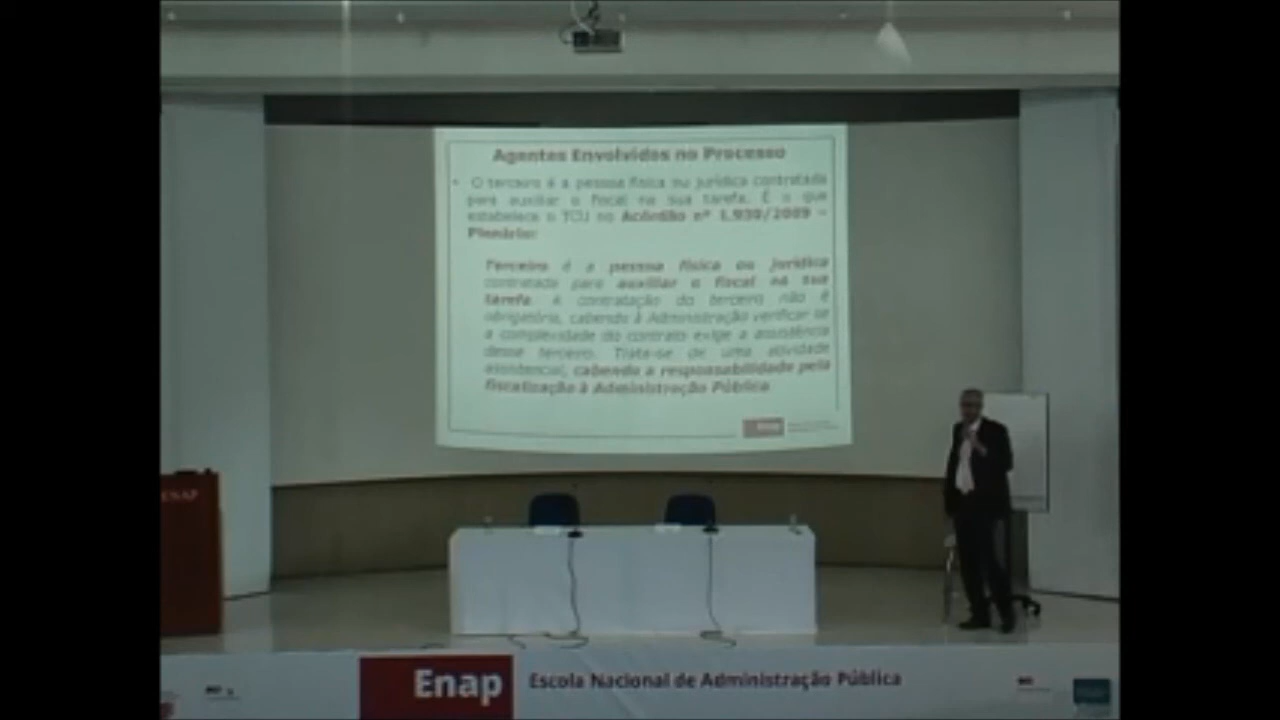 Agentes Envolvidos no Processo
• O terceiro é a pessoa física ou jurídica contratada
para auxiliar o fiscal na sua tarefa. É o que
estabelece o TCU no Acórdão nº 1.930/2009 –
Plenário:
Terceiro é a pessoa física ou jurídica
contratada para auxiliar o fiscal na sua
tarefa. A contratação do terceiro não é
obrigatória, cabendo à Administração verificar se
a complexidade do contrato exige a assistência
desse terceiro. Trata-se de uma atividade
assistencial, cabendo a responsabilidade pela
fiscalização à Administração Pública
Enap
ENAP
Enap Escola Nacional de Administração Pública